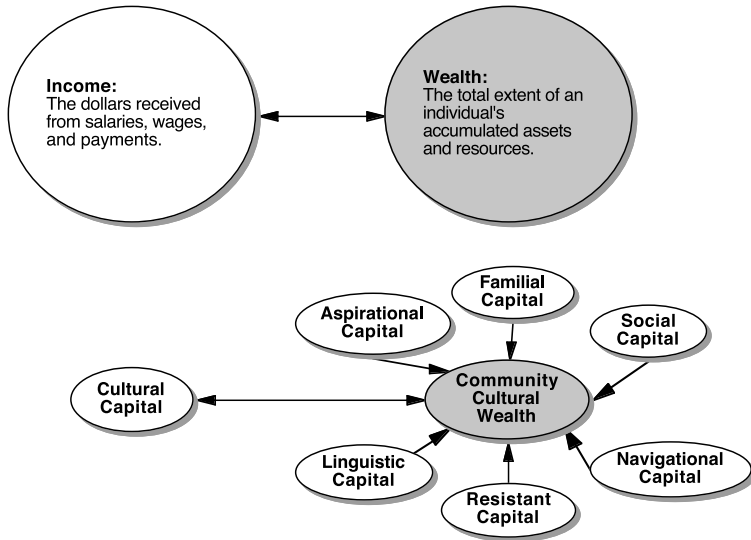 Income:
The dollars received
from salaries, wages,
and payments.
Wealth:
The total extent of an
individual's
accumulated assets
and resources.
Familial
Capital
Aspirational
Capital
Social
Capital
Cultural
Capital
Community
Cultural
Wealth
Linguistic
Capital
Navigational
Capital
Resistant
Capital